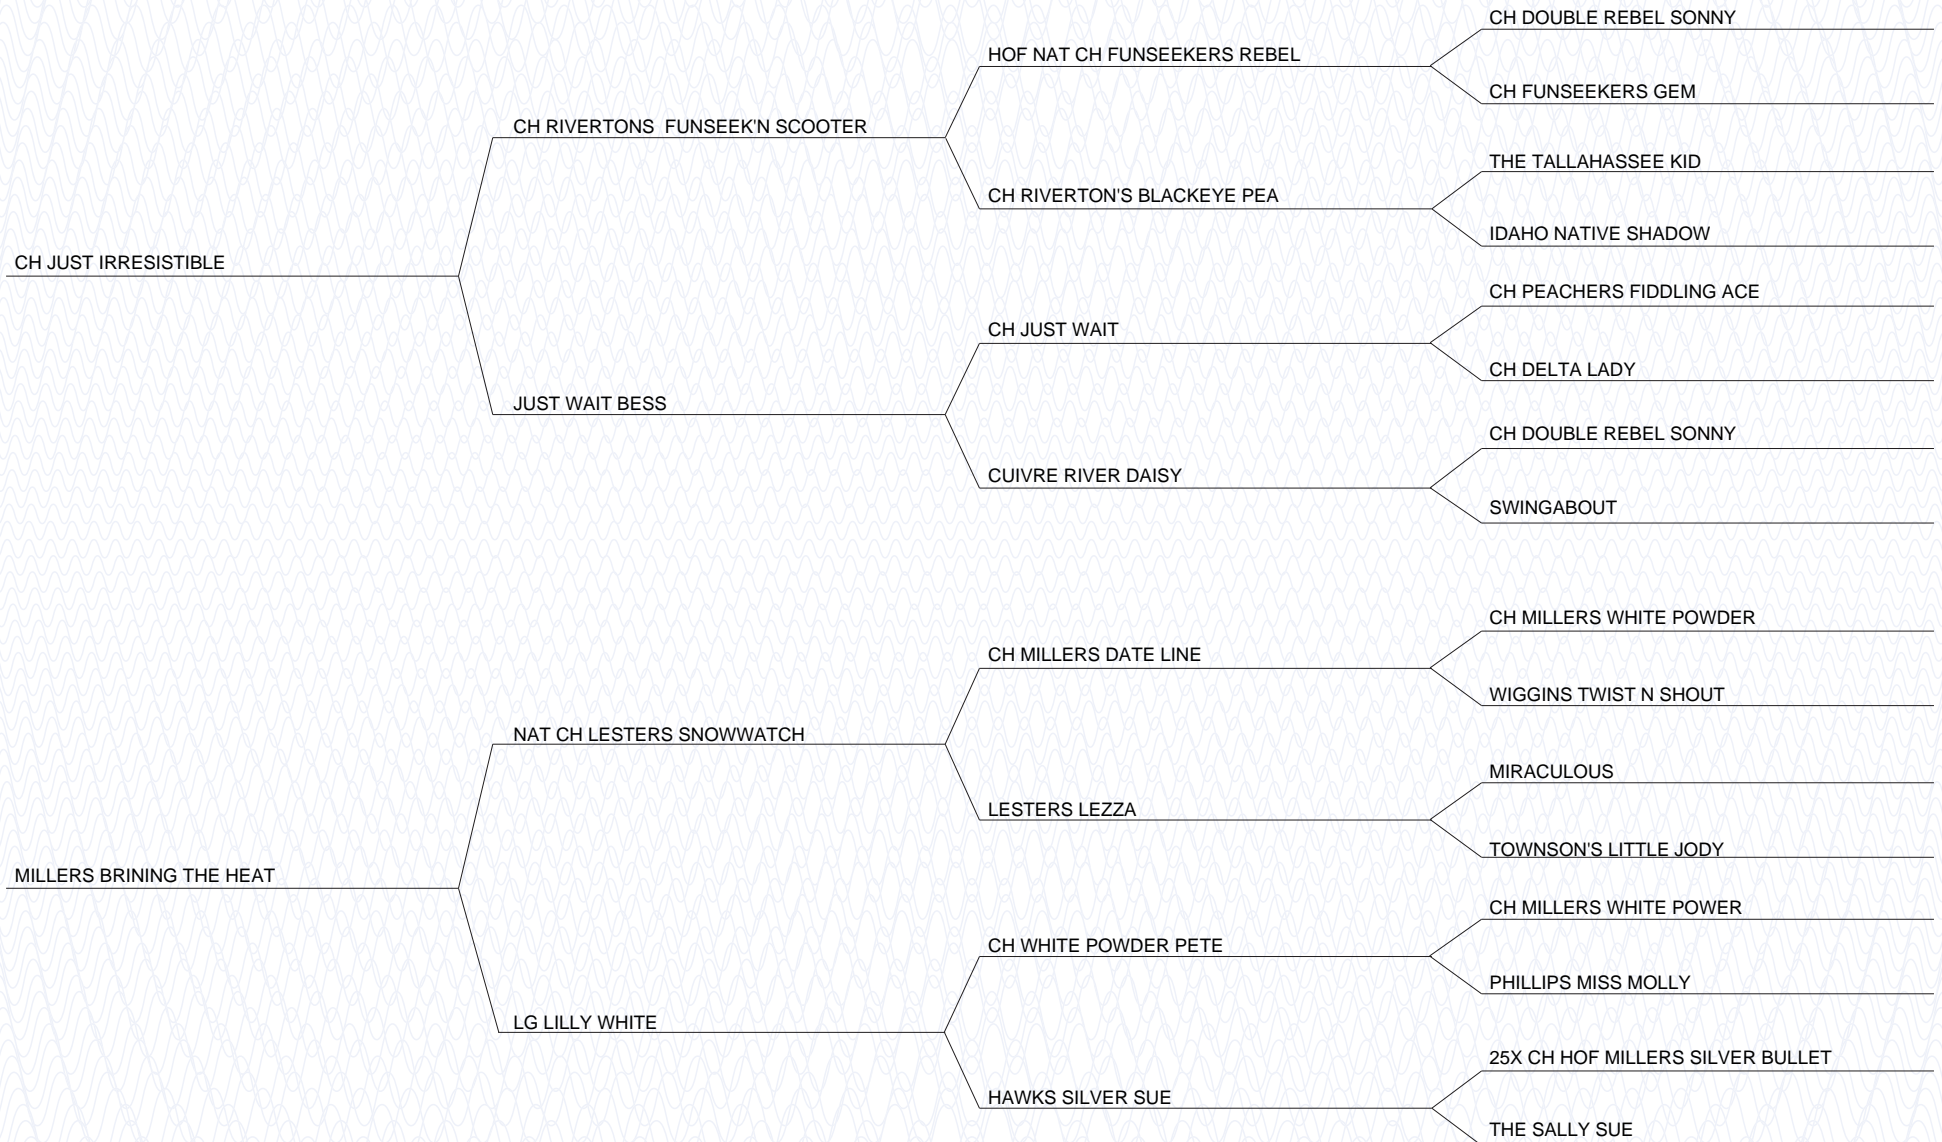 CH DOUBLE REBEL SONNY
HOF NAT CH FUNSEEKERS REBEL
CH FUNSEEKERS GEM
CH RIVERTONS  FUNSEEK'N SCOOTER
THE TALLAHASSEE KID
CH RIVERTON'S BLACKEYE PEA
IDAHO NATIVE SHADOW
CH JUST IRRESISTIBLE
CH PEACHERS FIDDLING ACE
CH JUST WAIT
CH DELTA LADY
JUST WAIT BESS
CH DOUBLE REBEL SONNY
CUIVRE RIVER DAISY
SWINGABOUT
CH MILLERS WHITE POWDER
CH MILLERS DATE LINE
WIGGINS TWIST N SHOUT
NAT CH LESTERS SNOWWATCH
MIRACULOUS
LESTERS LEZZA
TOWNSON'S LITTLE JODY
MILLERS BRINING THE HEAT
CH MILLERS WHITE POWER
CH WHITE POWDER PETE
PHILLIPS MISS MOLLY
LG LILLY WHITE
25X CH HOF MILLERS SILVER BULLET
HAWKS SILVER SUE
THE SALLY SUE